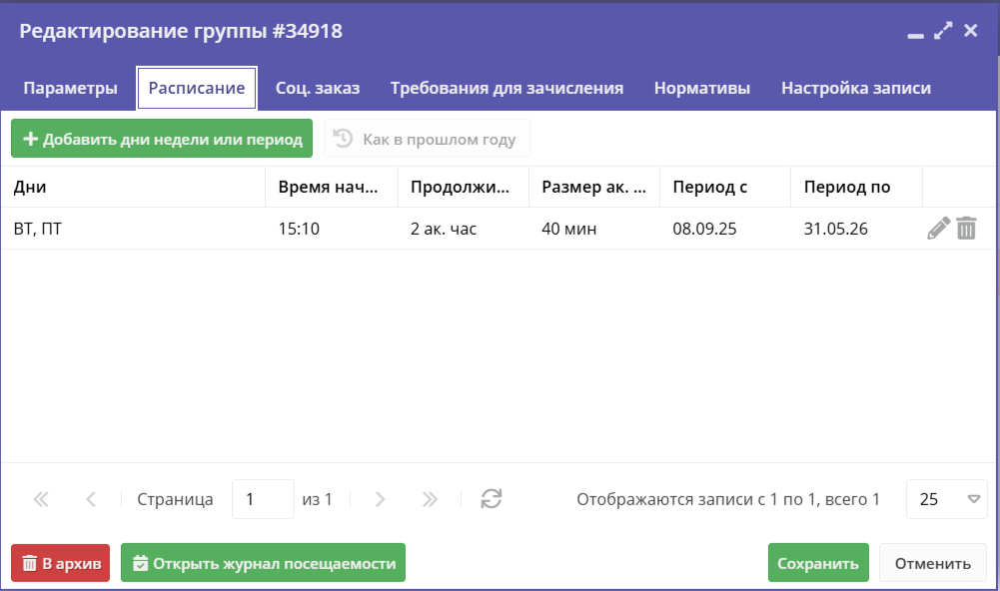 Редактирование группы #34918
Параметры Расписание Соц. заказ Требования для зачисления Нормативы Настройка записи
Добавить дни недели или период Как в прошлом году
Дни Время нач... Продолжи... Размер ак. ... Период с Период по
ВТ, ПТ 15:10 2 ак. час 40 мин 08.09.25 31.05.26
Страница 1 из 1 Отображаются записи с 1 по 1, всего 1 25
В архив Открыть журнал посещаемости Сохранить Отменить